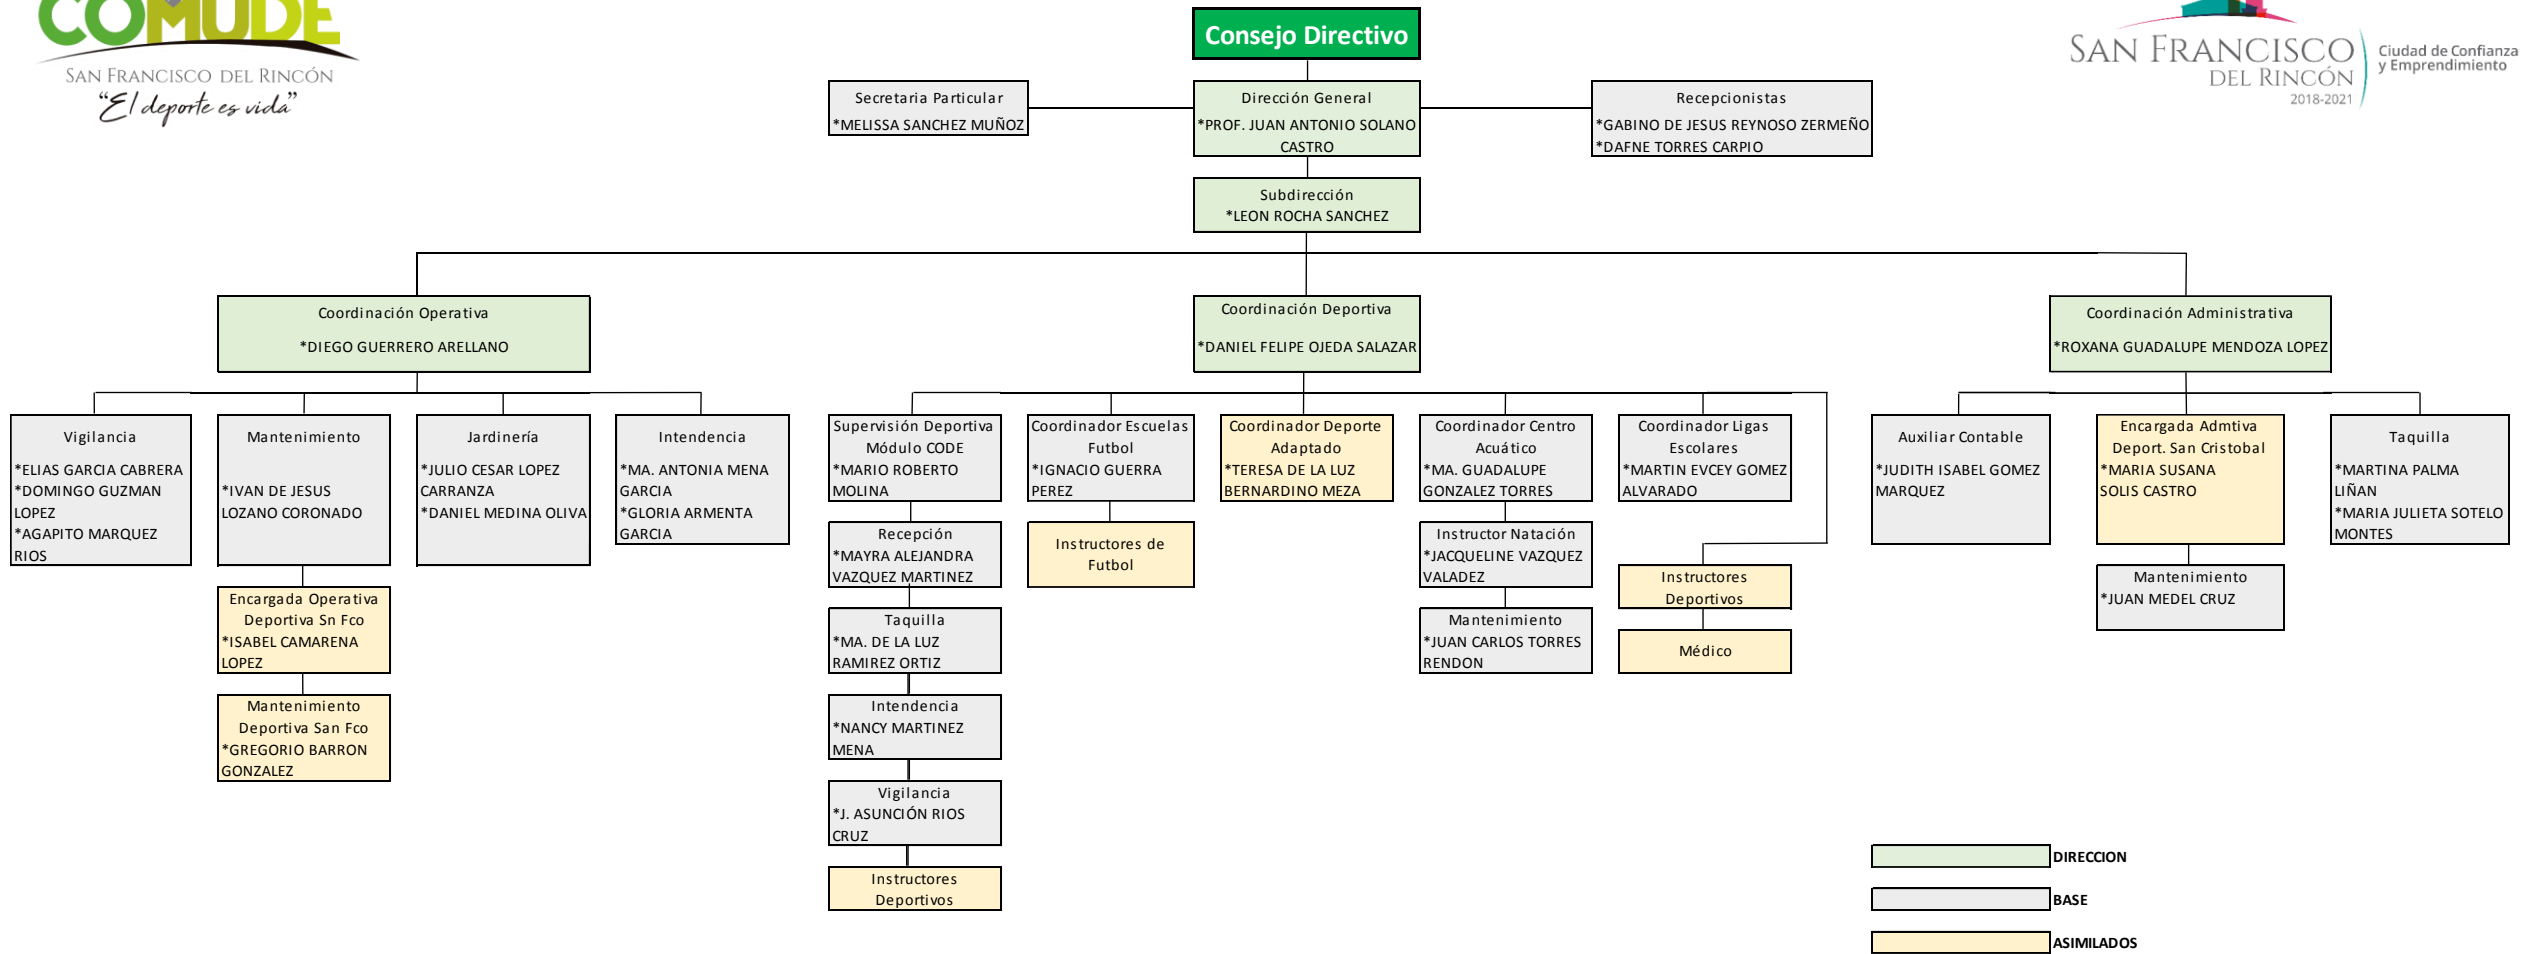 COMUDE
SAN FRANCISCO DEL RINCÓN
“El deporte es vida”
SAN FRANCISCO
DEL RINCÓN
2018-2021
Ciudad de Confianza
y Emprendimiento
Consejo Directivo
Secretaria Particular
*MELISSA SANCHEZ MUÑOZ
Dirección General
*PROF. JUAN ANTONIO SOLANO
CASTRO
Recepcionistas
*GABINO DE JESUS REYNOSO ZERMEÑO
*DAFNE TORRES CARPIO
Subdirección
*LEON ROCHA SANCHEZ
Coordinación Operativa
*DIEGO GUERRERO ARELLANO
Coordinación Deportiva
*DANIEL FELIPE OJEDA SALAZAR
Coordinación Administrativa
*ROXANA GUADALUPE MENDOZA LOPEZ
Vigilancia
*ELIAS GARCIA CABRERA
*DOMINGO GUZMAN
LOPEZ
*AGAPITO MARQUEZ
RIOS
Mantenimiento
*IVAN DE JESUS
LOZANO CORONADO
Encargada Operativa
Deportiva Sn Fco
*ISABEL CAMARENA
LOPEZ
Mantenimiento
Deportiva San Fco
*GREGORIO BARRON
GONZALEZ
Jardinería
*JULIO CESAR LOPEZ
CARRANZA
*DANIEL MEDINA OLIVA
Intendencia
*MA. ANTONIA MENA
GARCIA
*GLORIA ARMENTA
GARCIA
Supervisión Deportiva
Módulo CODE
*MARIO ROBERTO
MOLINA
Recepción
*MAYRA ALEJANDRA
VAZQUEZ MARTINEZ
Taquilla
*MA. DE LA LUZ
RAMIREZ ORTIZ
Intendencia
*NANCY MARTINEZ
MENA
Vigilancia
*J. ASUNCIÓN RIOS
CRUZ
Instructores
Deportivos
Coordinador Escuelas
Futbol
*IGNACIO GUERRA
PEREZ
Instructores de
Futbol
Coordinador Deporte
Adaptado
*TERESA DE LA LUZ
BERNARDINO MEZA
Coordinador Centro
Acuático
*MA. GUADALUPE
GONZALEZ TORRES
Instructor Natación
*JACQUELINE VAZQUEZ
VALADEZ
Mantenimiento
*JUAN CARLOS TORRES
RENDON
Coordinador Ligas
Escolares
*MARTIN EVCEY GOMEZ
ALVARADO
Instructores
Deportivos
Médico
Auxiliar Contable
*JUDITH ISABEL GOMEZ
MARQUEZ
Encargada Admtiva
Deport. San Cristobal
*MARIA SUSANA
SOLIS CASTRO
Mantenimiento
*JUAN MEDEL CRUZ
Taquilla
*MARTINA PALMA
LIÑAN
*MARIA JULIETA SOTELO
MONTES
DIRECCION
BASE
ASIMILADOS